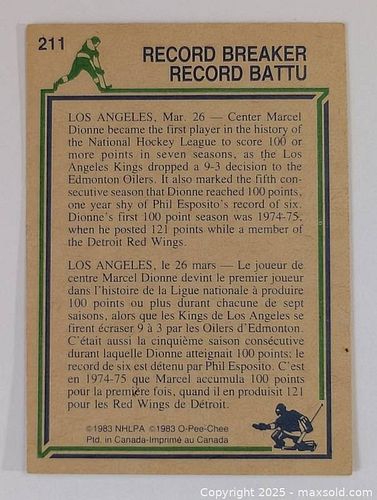 211
RECORD BREAKER
RECORD BATTU
LOS ANGELES, Mar. 26 — Center Marcel
Dionne became the first player in the history of
the National Hockey League to score 100 or
more points in seven seasons, as the Los
Angeles Kings dropped a 9-3 decision to the
Edmonton Oilers. It also marked the fifth con-
secutive season that Dionne reached 100 points,
one year shy of Phil Esposito's record of six.
Dionne's first 100 point season was 1974-75,
when he posted 121 points while a member of
the Detroit Red Wings.
LOS ANGELES, le 26 mars — Le joueur de
centre Marcel Dionne devint le premier joueur
dans l'histoire de la Ligue nationale à produire
100 points ou plus durant chacune de sept
saisons, alors que les Kings de Los Angeles se
firent écraser 9 à 3 par les Oilers d'Edmonton.
C'était aussi la cinquième saison consécutive
durant laquelle Dionne atteignait 100 points: le
record de six est détenu par Phil Esposito. C'est
en 1974-75 que Marcel accumula 100 points
pour la première fois, quand il en produisit 121
pour les Red Wings de Détroit.
©1983 NHLPA ©1983 O-Pee-Chee
Ptd. in Canada-Imprimé au Canada
Copyright 2025 - maxsold.com